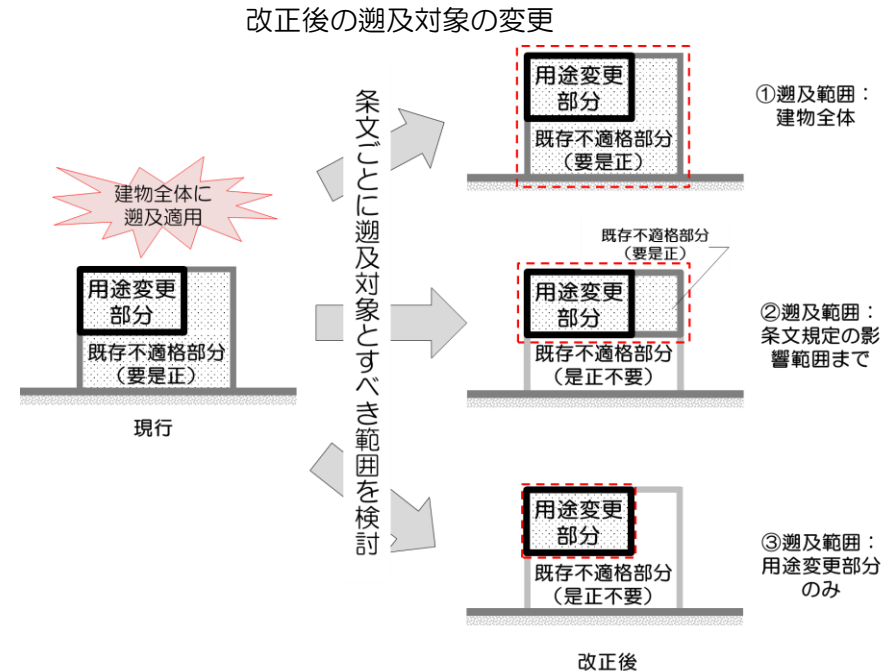 改正後の遡及対象の変更
建物全体に
遡及適用
用途変更
部分
既存不適格部分
（要是正）
現行
条文ごとに遡及対象とすべき範囲を検討
用途変更
部分
既存不適格部分
（要是正）
①遡及範囲：
建物全体
既存不適格部分
（要是正）
用途変更
部分
既存不適格部分
（是正不要）
②遡及範囲：
条文規定の影
響範囲まで
用途変更
部分
既存不適格部分
（是正不要）
③遡及範囲：
用途変更部分
のみ
改正後